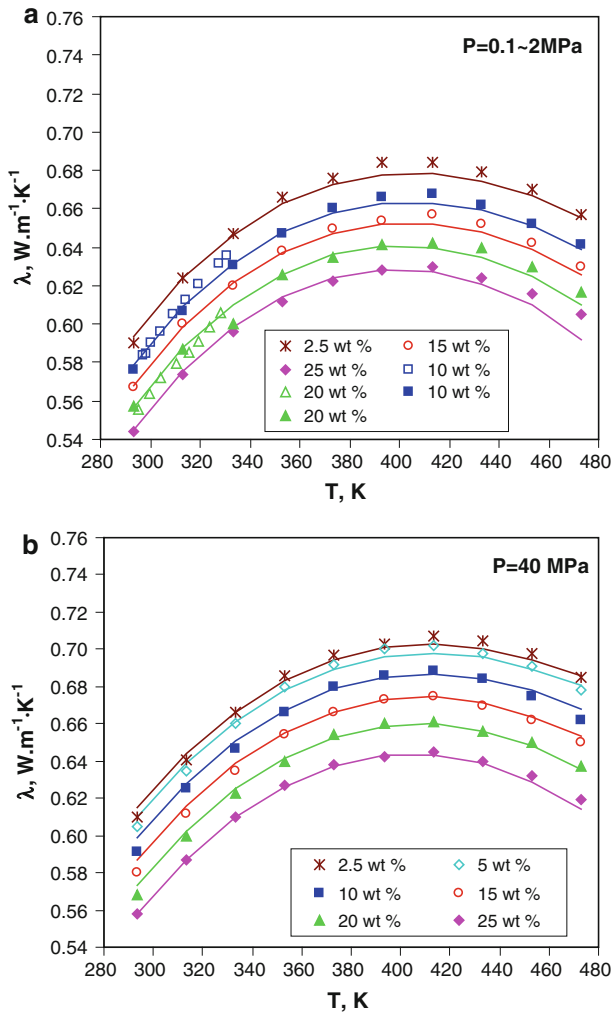 a
P=0.1~2MPa
0.76
0.74
0.72
0.70
0.68
0.66
0.64
0.62
0.60
0.58
0.56
0.54
λ, W.m⁻¹·K⁻¹
2.5 wt % 15 wt %
25 wt % 10 wt %
20 wt % 10 wt %
20 wt %
280 300 320 340 360 380 400 420 440 460 480
T, K
b
P=40 MPa
0.76
0.74
0.72
0.70
0.68
0.66
0.64
0.62
0.60
0.58
0.56
0.54
λ, W.m⁻¹·K⁻¹
2.5 wt % 5 wt %
10 wt % 15 wt %
20 wt % 25 wt %
280 300 320 340 360 380 400 420 440 460 480
T, K